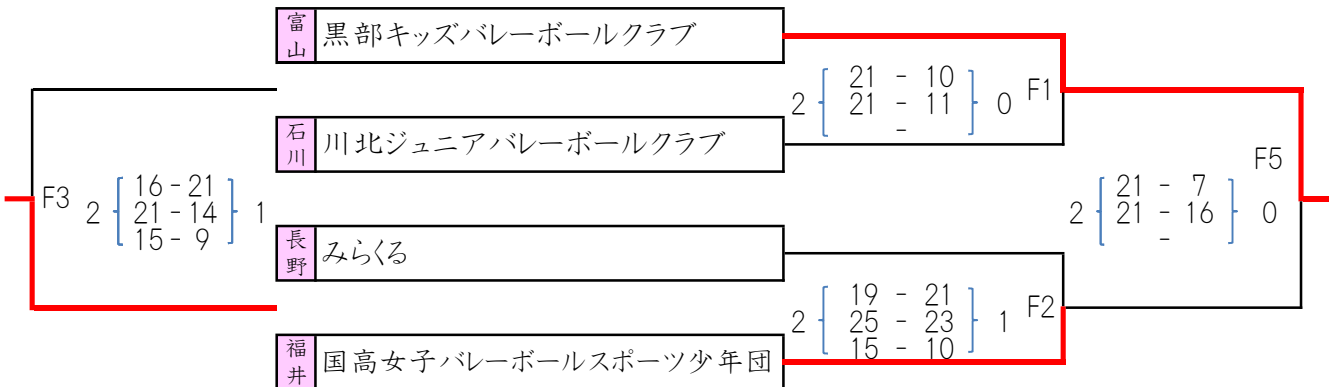 富山 黒部キッズバレーボールクラブ
21 - 10
2 21 - 11 0 F1
-
石川 川北ジュニアバレーボールクラブ
F5
16 - 21
F3 2 21 - 14 1
15 - 9
21 - 7
2 21 - 16 0
-
長野 みらくる
19 - 21
2 25 - 23 1 F2
15 - 10
福井 国高女子バレーボールスポーツ少年団